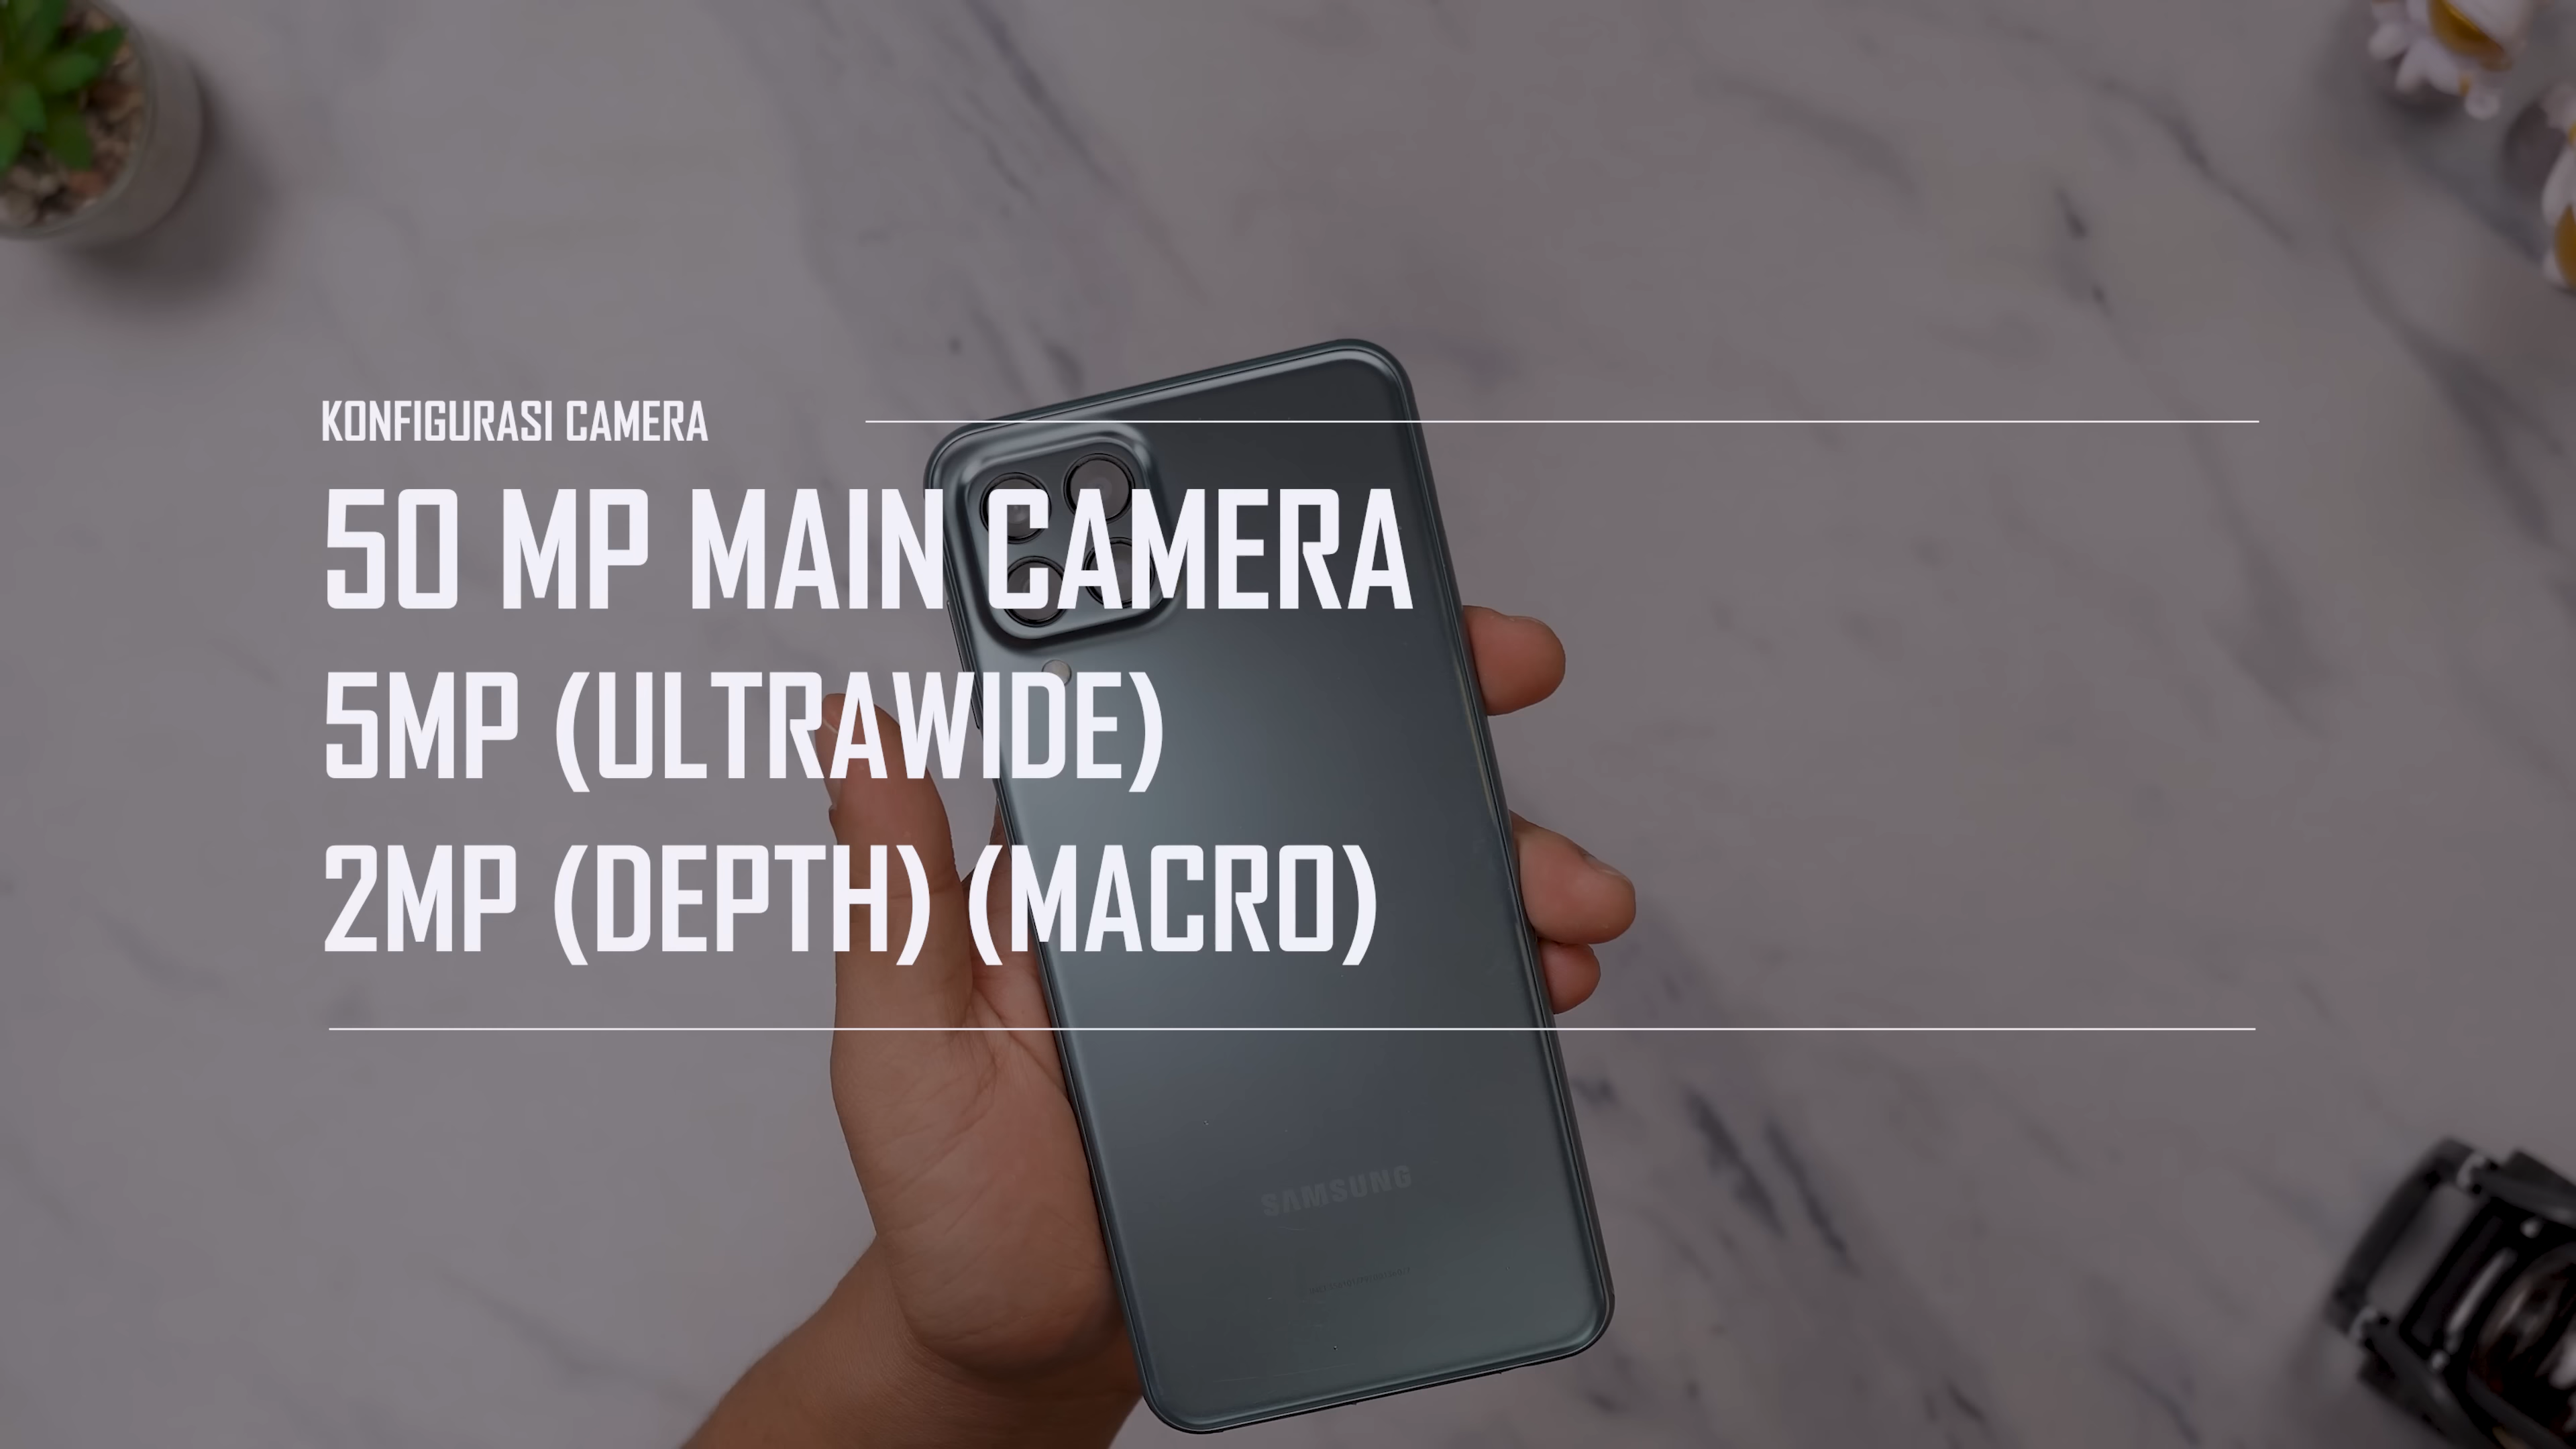 KONFIGURASI CAMERA
50 MP MAIN CAMERA
5MP (ULTRAWIDE)
2MP (DEPTH) (MACRO)
SAMSUNG